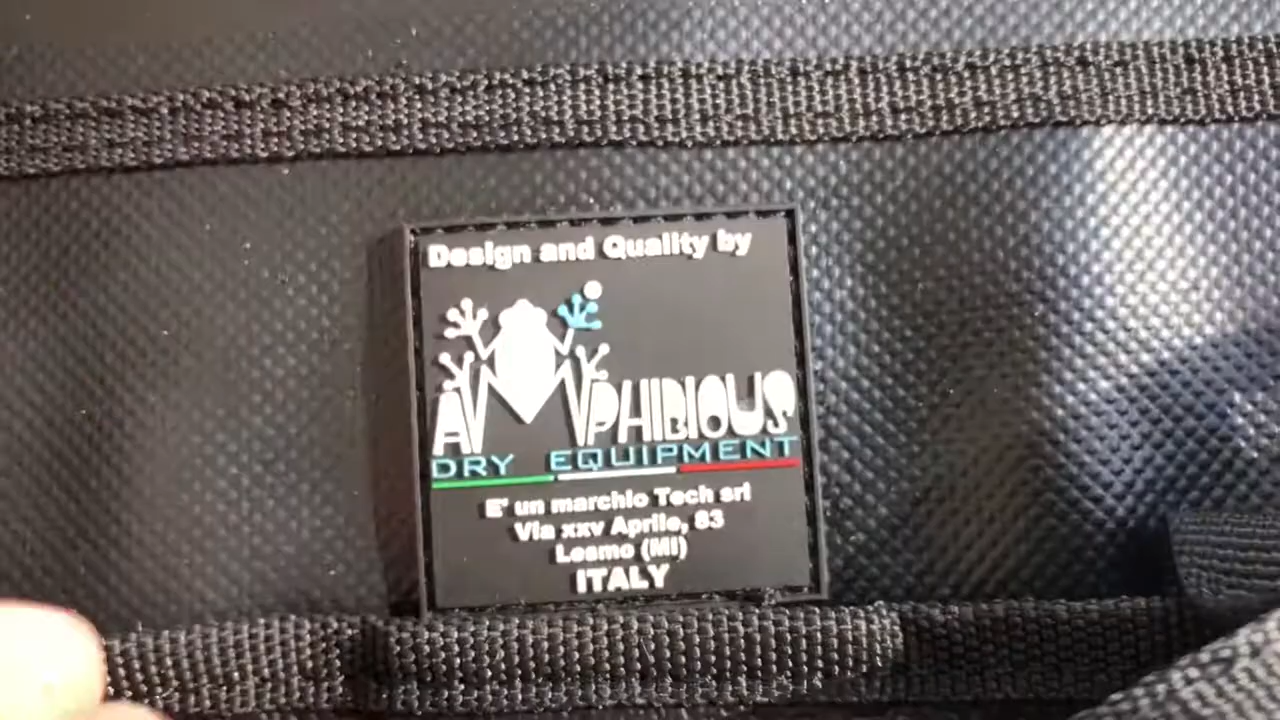 Design and Quality by
AMPHIBIOUS
DRY EQUIPMENT
E' un marchio Tech srl
Via xxv Aprile, 83
Lesmo (MI)
ITALY